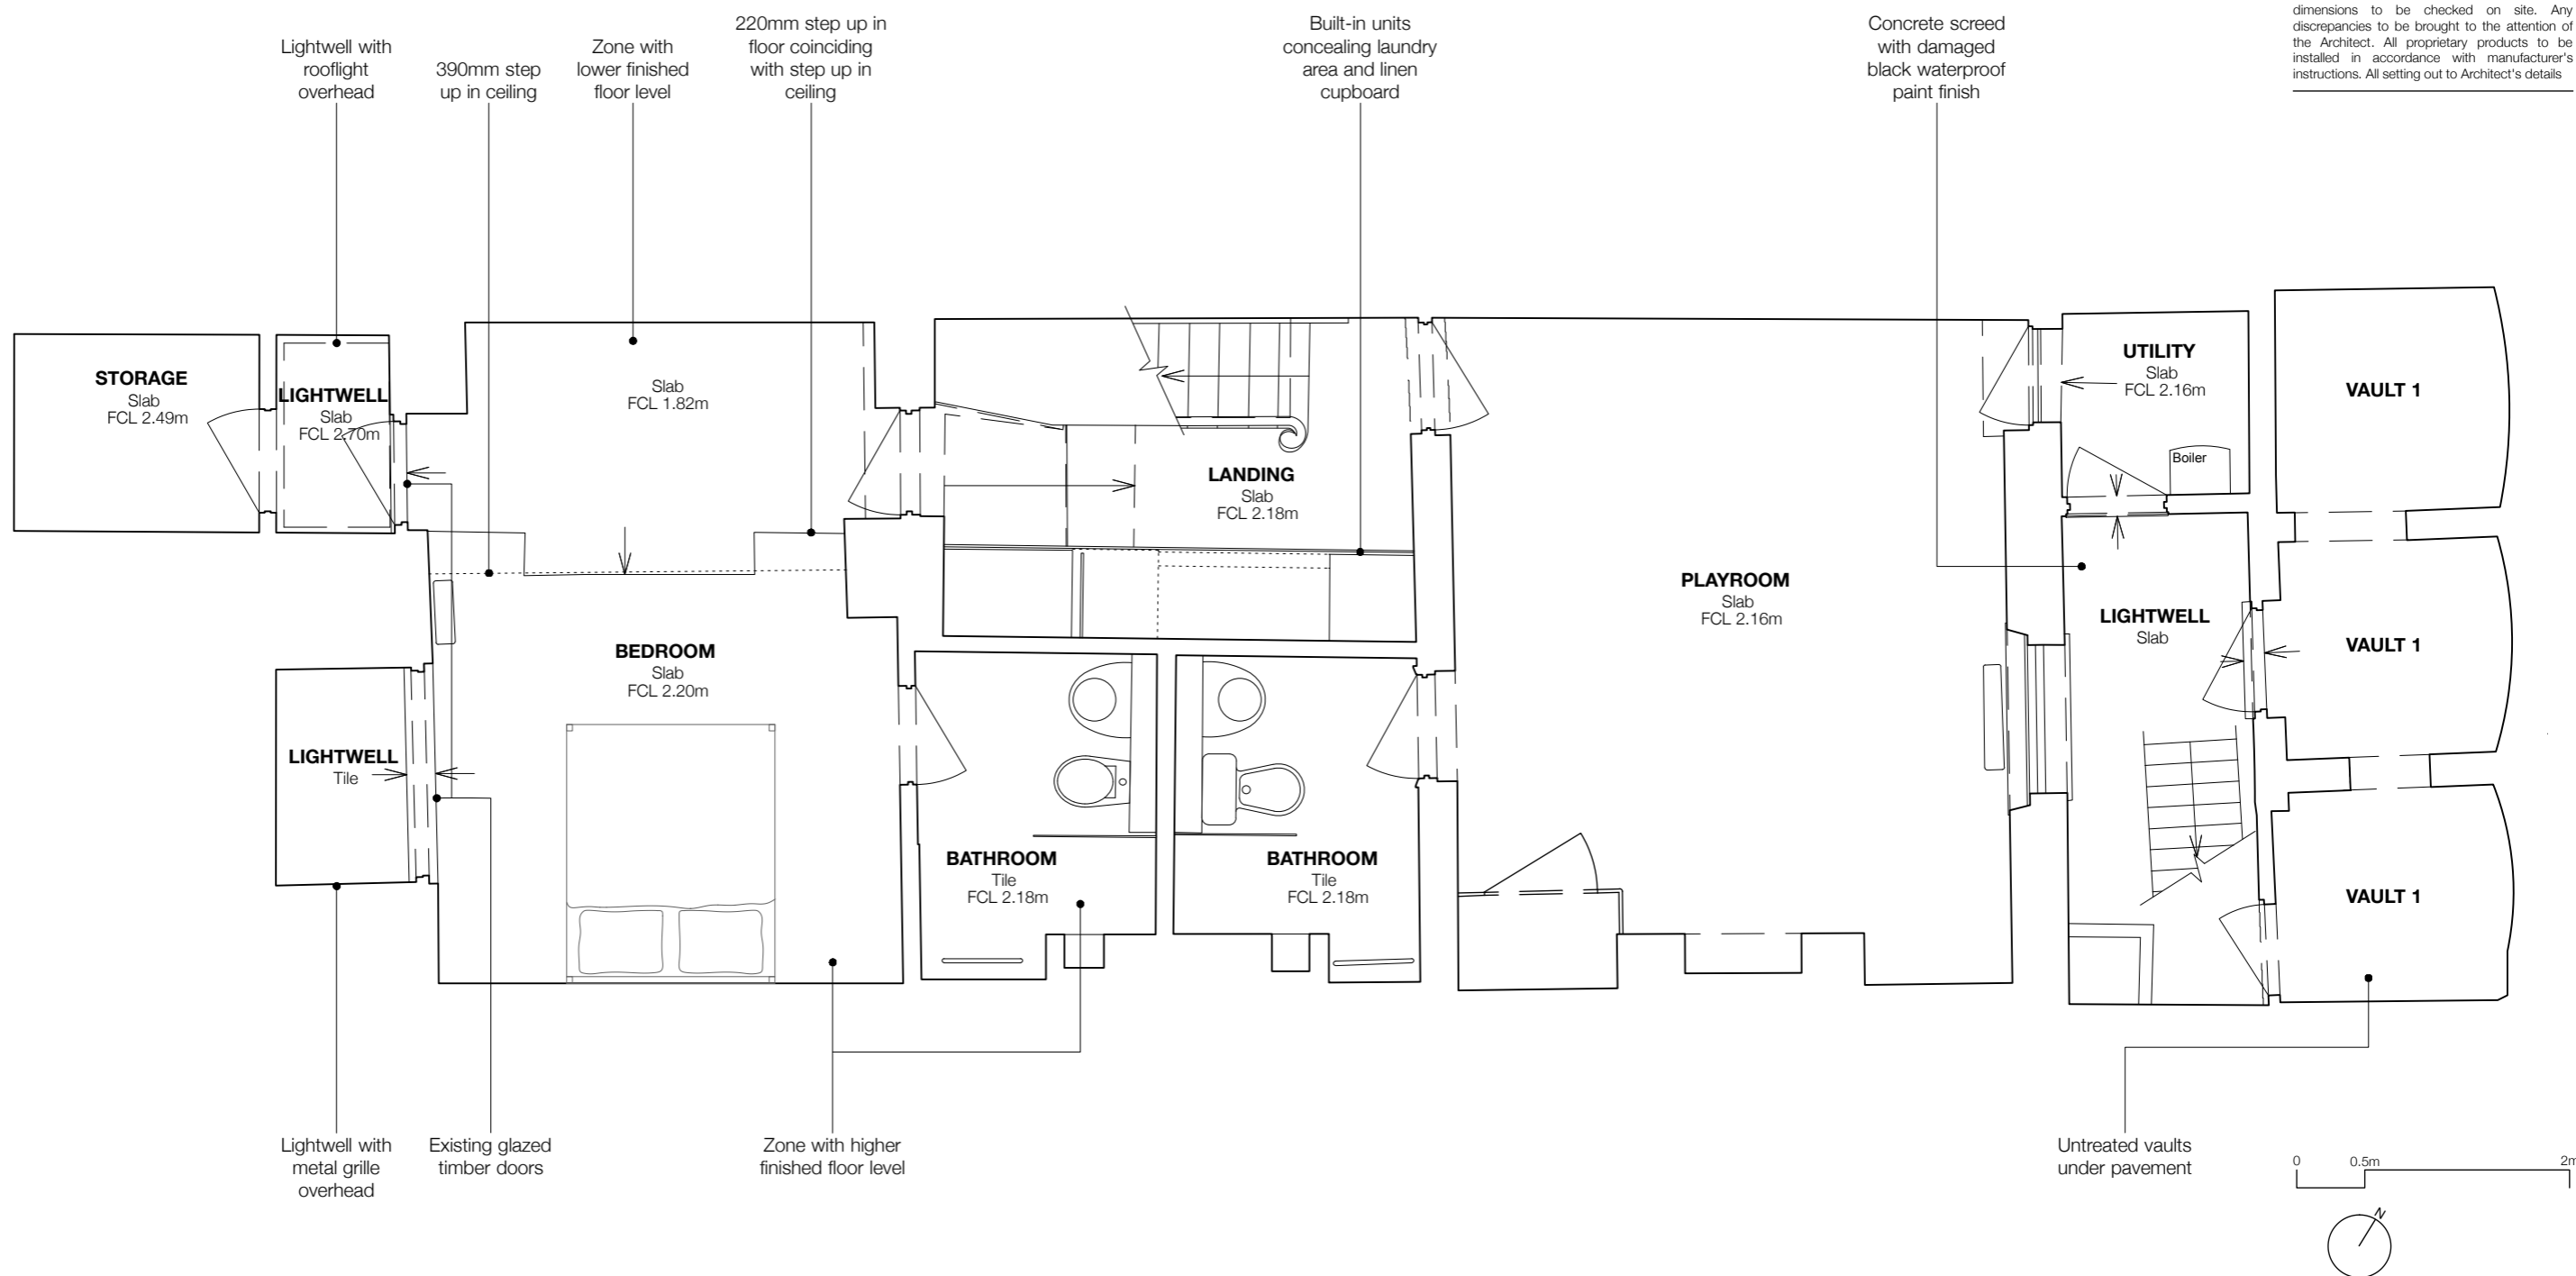 dimensions to be checked on site. Any
discrepancies to be brought to the attention of
the Architect. All proprietary products to be
installed in accordance with manufacturer's
instructions. All setting out to Architect's details
Lightwell with
rooflight
overhead
390mm step
up in ceiling
Zone with
lower finished
floor level
220mm step up in
floor coinciding
with step up in
ceiling
Built-in units
concealing laundry
area and linen
cupboard
Concrete screed
with damaged
black waterproof
paint finish
STORAGE
Slab
FCL 2.49m
LIGHTWELL
Slab
FCL 2.70m
Slab
FCL 1.82m
LANDING
Slab
FCL 2.18m
UTILITY
Slab
FCL 2.16m
Boiler
VAULT 1
BEDROOM
Slab
FCL 2.20m
PLAYROOM
Slab
FCL 2.16m
LIGHTWELL
Slab
VAULT 1
LIGHTWELL
Tile
BATHROOM
Tile
FCL 2.18m
BATHROOM
Tile
FCL 2.18m
VAULT 1
Lightwell with
metal grille
overhead
Existing glazed
timber doors
Zone with higher
finished floor level
Untreated vaults
under pavement
0 0.5m 2m
N